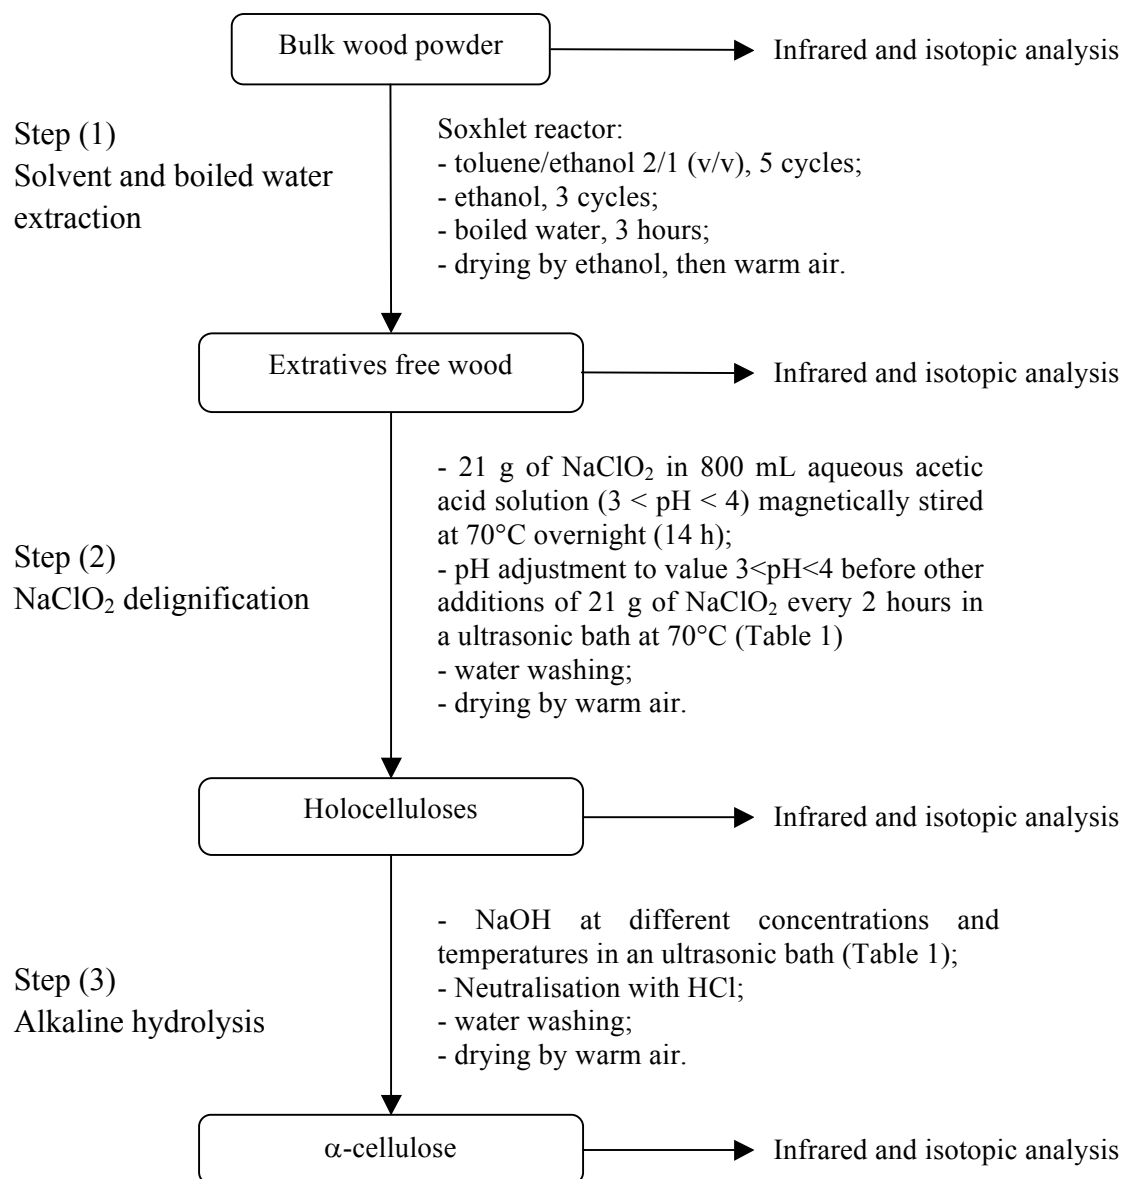 Bulk wood powder
Infrared and isotopic analysis
Step (1)
Solvent and boiled water
extraction
Soxhlet reactor:
- toluene/ethanol 2/1 (v/v), 5 cycles;
- ethanol, 3 cycles;
- boiled water, 3 hours;
- drying by ethanol, then warm air.
Extratives free wood
Infrared and isotopic analysis
Step (2)
NaClO₂ delignification
- 21 g of NaClO₂ in 800 mL aqueous acetic
acid solution (3 < pH < 4) magnetically stired
at 70°C overnight (14 h);
- pH adjustment to value 3<pH<4 before other
additions of 21 g of NaClO₂ every 2 hours in
a ultrasonic bath at 70°C (Table 1)
- water washing;
- drying by warm air.
Holocelluloses
Infrared and isotopic analysis
Step (3)
Alkaline hydrolysis
- NaOH at different concentrations and
temperatures in an ultrasonic bath (Table 1);
- Neutralisation with HCl;
- water washing;
- drying by warm air.
α-cellulose
Infrared and isotopic analysis